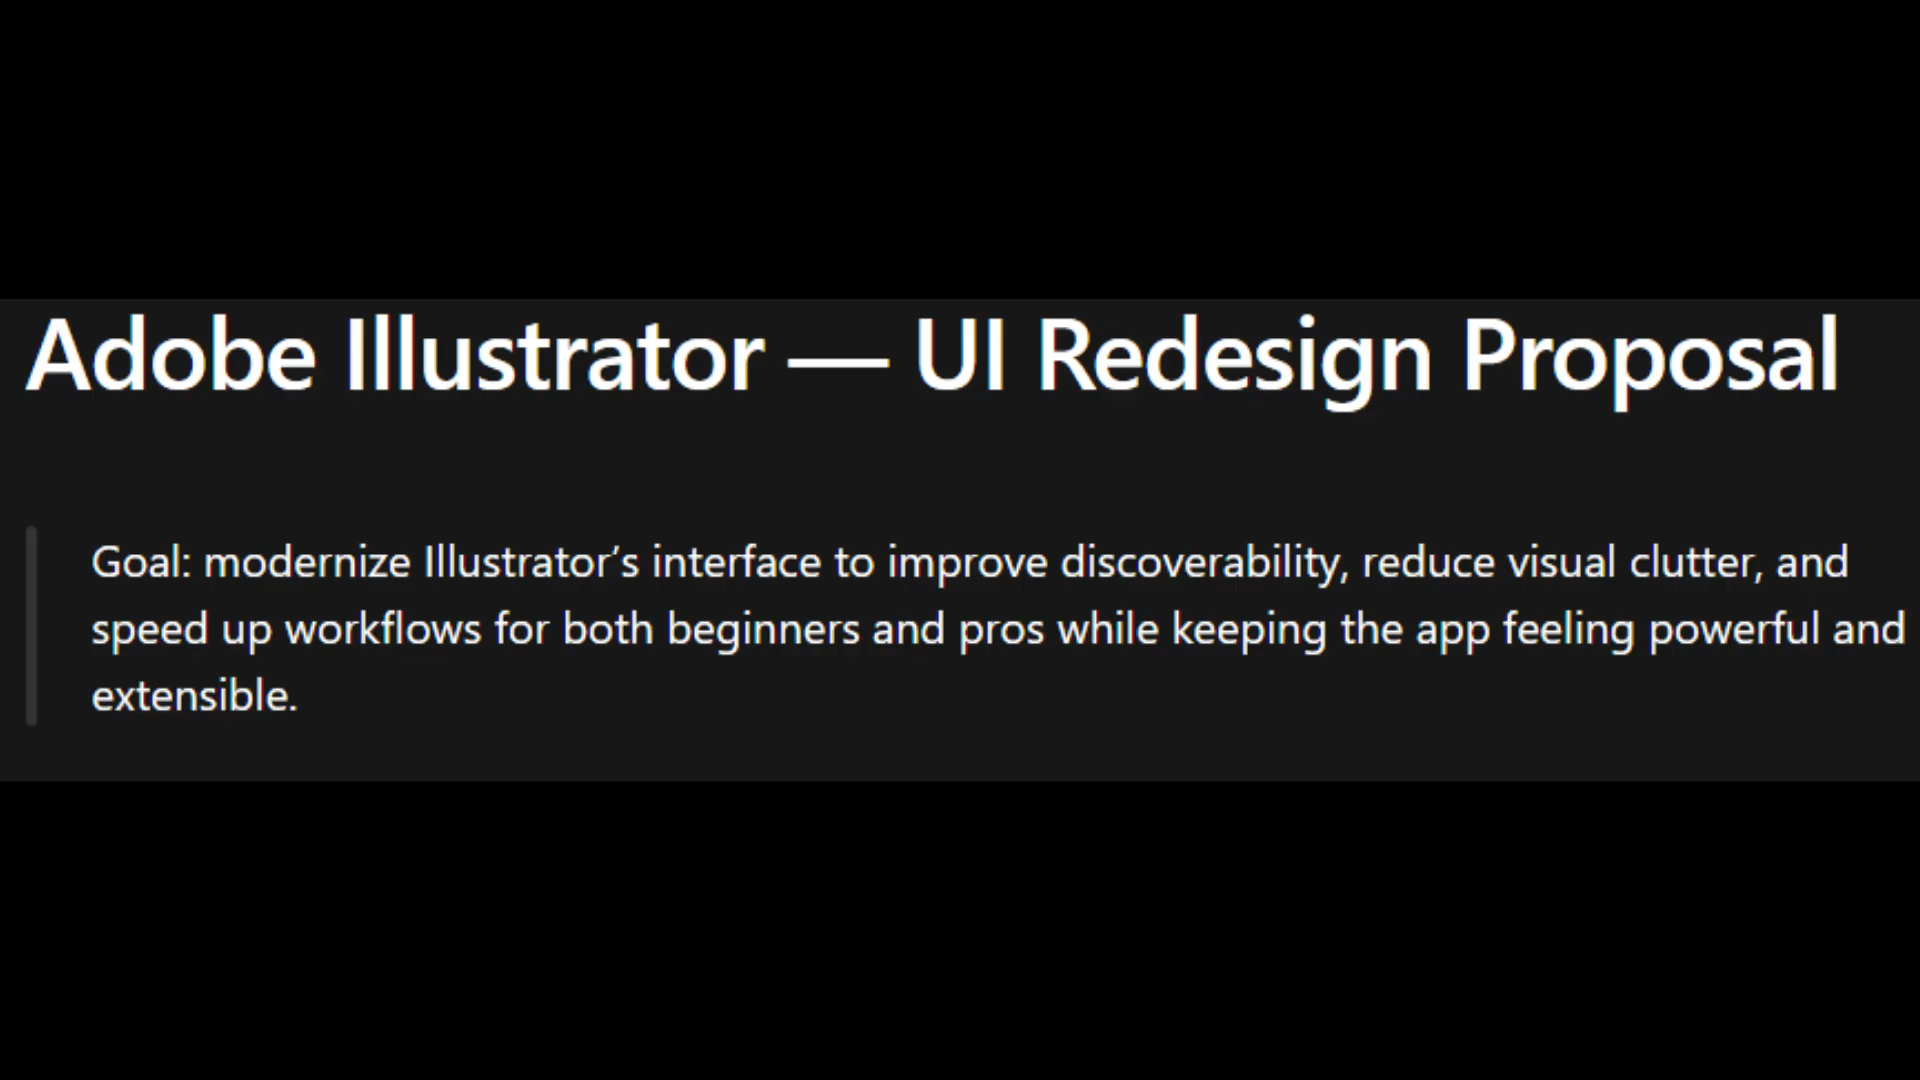 Adobe Illustrator — UI Redesign Proposal
Goal: modernize Illustrator’s interface to improve discoverability, reduce visual clutter, and
speed up workflows for both beginners and pros while keeping the app feeling powerful and
extensible.